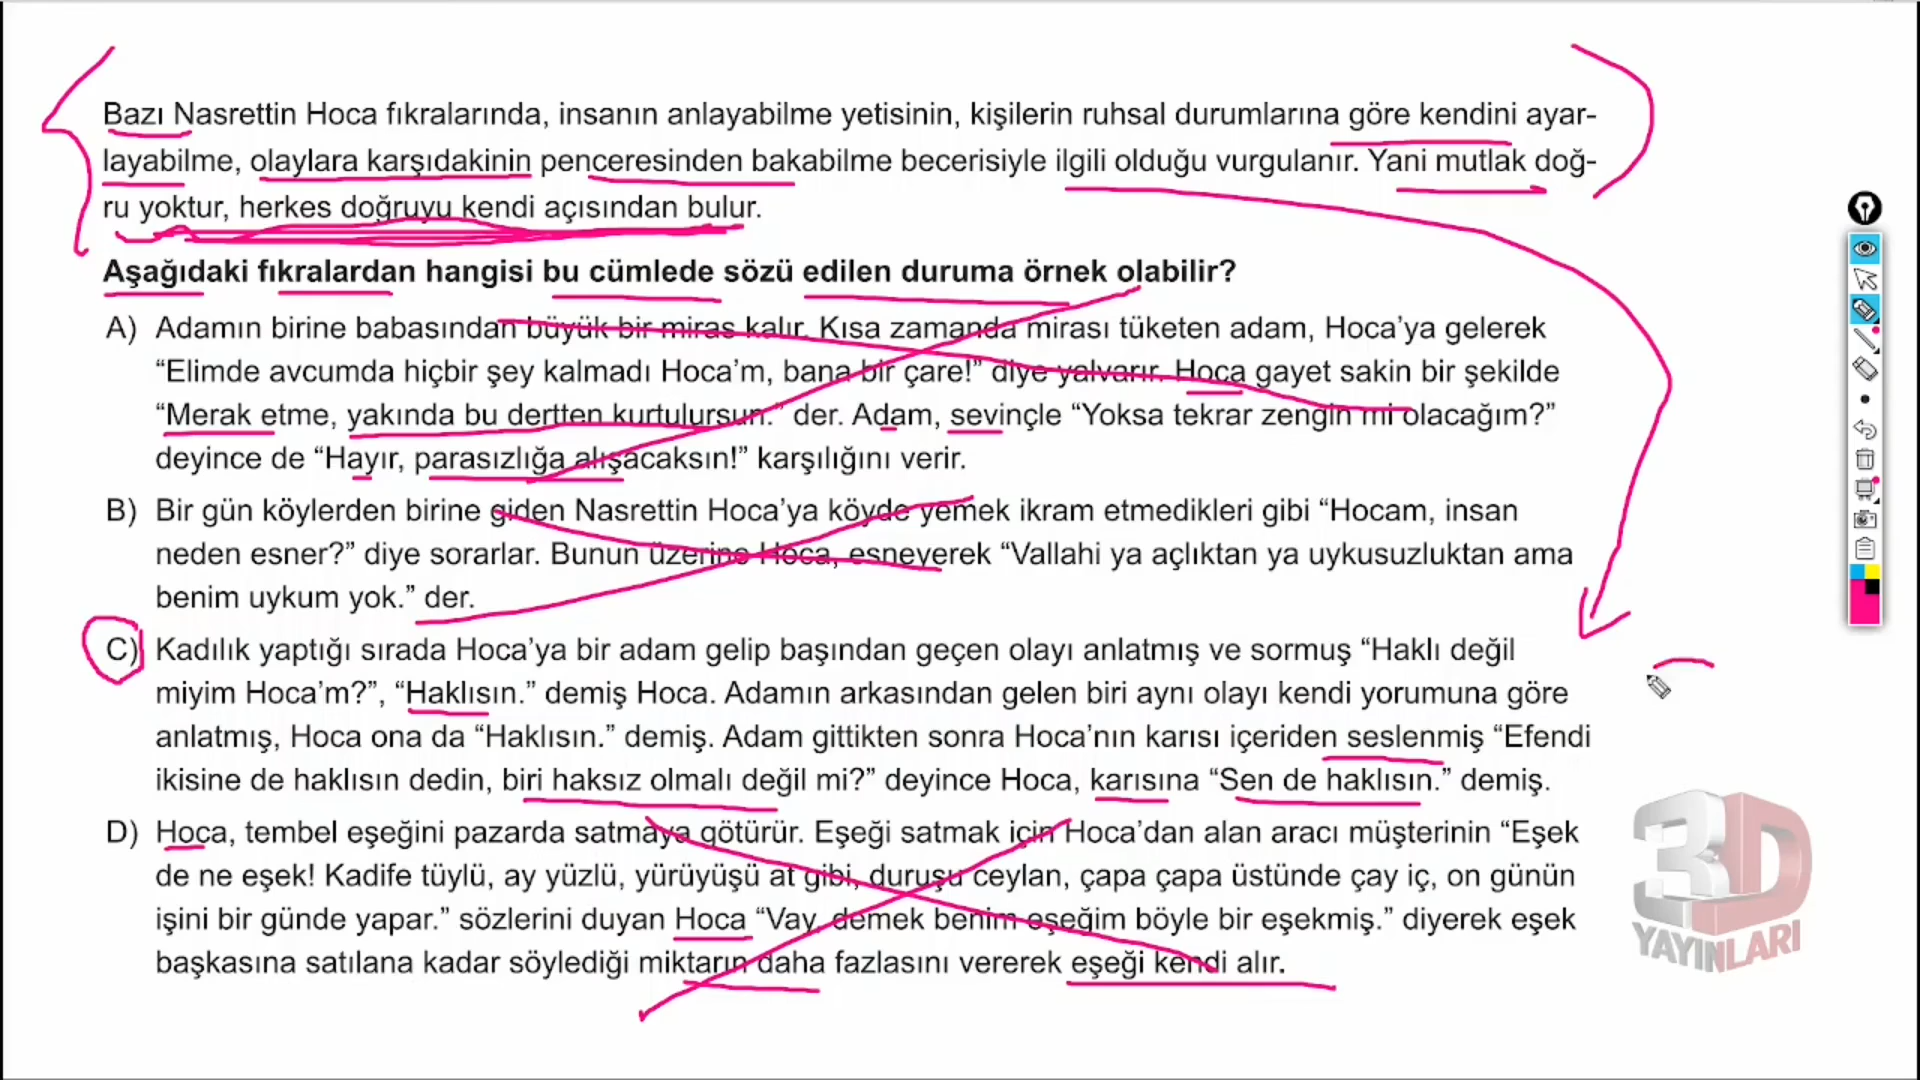 Bazı Nasrettin Hoca fıkralarında, insanın anlayabilme yetisinin, kişilerin ruhsal durumlarına göre kendini ayar-
layabilme, olaylara karşıdakinin penceresinden bakabilme becerisiyle ilgili olduğu vurgulanır. Yani mutlak doğ-
ru yoktur, herkes doğruyu kendi açısından bulur.
Aşağıdaki fıkralardan hangisi bu cümlede sözü edilen duruma örnek olabilir?
A) Adamın birine babasından büyük bir miras kalır. Kısa zamanda mirası tüketen adam, Hoca’ya gelerek
“Elimde avcumda hiçbir şey kalmadı Hoca’m, bana bir çare!” diye yalvarır. Hoca gayet sakin bir şekilde
“Merak etme, yakında bu dertten kurtulursun.” der. Adam, sevinçle “Yoksa tekrar zengin mi olacağım?”
deyince de “Hayır, parasızlığa alışacaksın!” karşılığını verir.
B) Bir gün köylerden birine giden Nasrettin Hoca’ya köyde yemek ikram etmedikleri gibi “Hocam, insan
neden esner?” diye sorarlar. Bunun üzerine Hoca, esneyerek “Vallahi ya açlıktan ya uykusuzluktan ama
benim uykum yok.” der.
C) Kadılık yaptığı sırada Hoca’ya bir adam gelip başından geçen olayı anlatmış ve sormuş “Haklı değil
miyim Hoca’m?”, “Haklısın.” demiş Hoca. Adamın arkasından gelen biri aynı olayı kendi yorumuna göre
anlatmış, Hoca ona da “Haklısın.” demiş. Adam gittikten sonra Hoca’nın karısı içeriden seslenmiş “Efendi
ikisine de haklısın dedin, biri haksız olmalı değil mi?” deyince Hoca, karısına “Sen de haklısın.” demiş.
D) Hoca, tembel eşeğini pazarda satmaya götürür. Eşeği satmak için Hoca’dan alan aracı müşterinin “Eşek
de ne eşek! Kadife tüylü, ay yüzlü, yürüyüşü at gibi, duruşu ceylan, çapa çapa üstünde çay iç, on günün
işini bir günde yapar.” sözlerini duyan Hoca “Vay, demek benim eşeğim böyle bir eşekmiş.” diyerek eşek
başkasına satılana kadar söylediği miktarın daha fazlasını vererek eşeği kendi alır.
3D
YAYINLARI